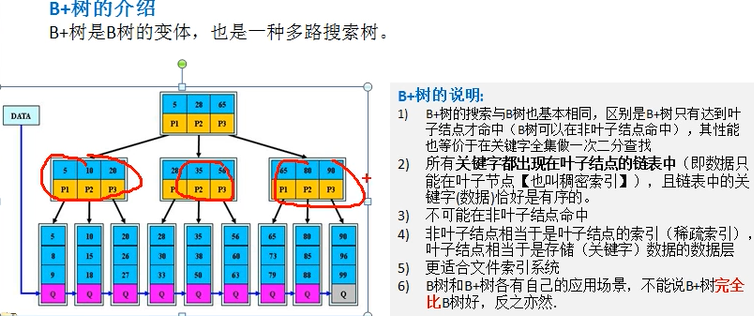 B+树的介绍
B+树是B树的变体，也是一种多路搜索树。
DATA
5 28 65
P1 P2 P3
5 10 20
P1 P2 P3
28 35 56
P1 P2 P3
65 80 90
P1 P2 P3
5 10 20 28 35 56 65 80 90
8 15 26 30 38 60 73 85 96
9 18 27 33 50 63 79 88 99
Q Q Q Q Q Q Q Q Q
B+树的说明:
1) B+树的搜索与B树也基本相同，区别是B+树只有达到叶
子结点才命中（B树可以在非叶子结点命中），其性能
也等价于在关键字全集做一次二分查找
2) 所有关键字都出现在叶子结点的链表中（即数据只
能在叶子节点【也叫稠密索引】），且链表中的关
键字(数据)恰好是有序的。
3) 不可能在非叶子结点命中
4) 非叶子结点相当于是叶子结点的索引（稀疏索引），
叶子结点相当于是存储（关键字）数据的数据层
5) 更适合文件索引系统
6) B树和B+树各有自己的应用场景，不能说B+树完全
比B树好，反之亦然.